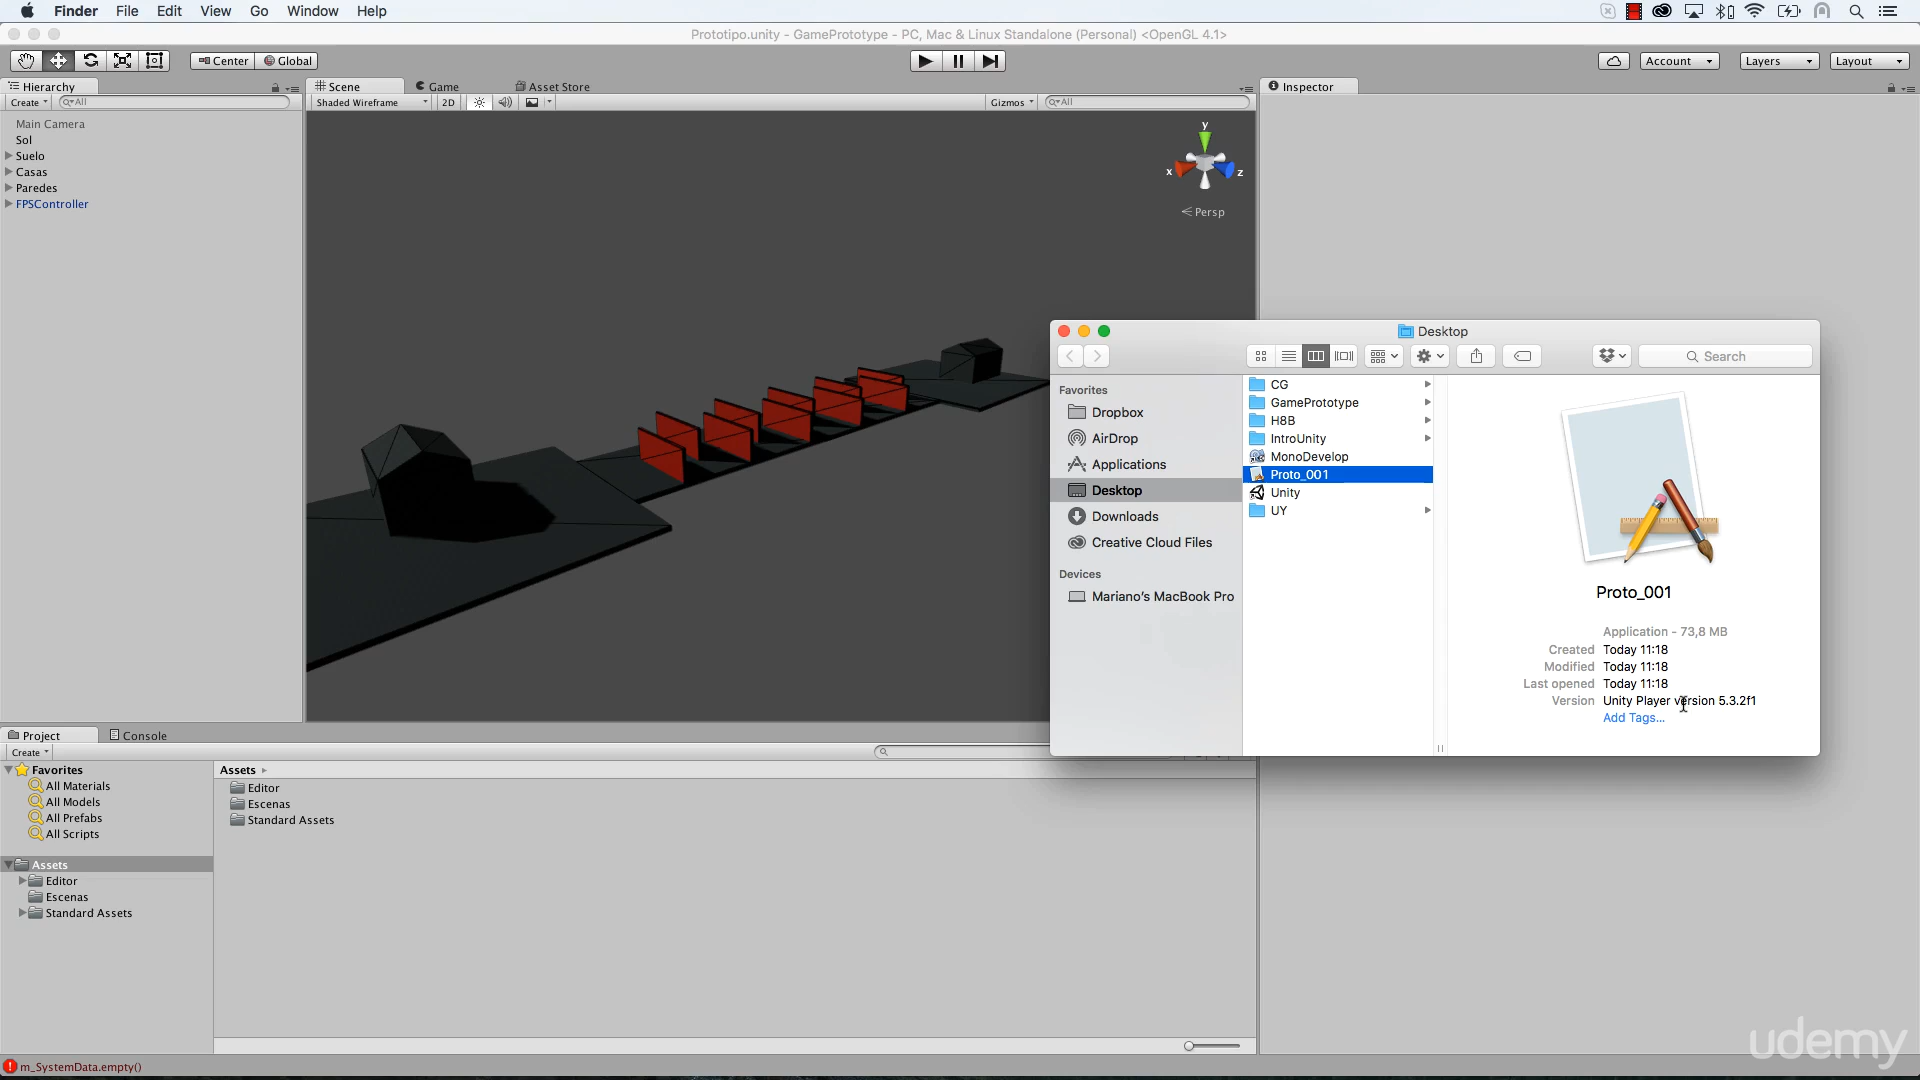 Finder File Edit View Go Window Help
Prototipo.unity - GamePrototype - PC, Mac & Linux Standalone (Personal) <OpenGL 4.1>
Center Global Account Layers Layout
Hierarchy
Create All
Main Camera
Sol
Suelo
Casas
Paredes
FPSController
Scene Game Asset Store
Shaded Wireframe 2D Gizmos All
y
x z
Persp
Inspector
Desktop
Search
Favorites
Dropbox
AirDrop
Applications
Desktop
Downloads
Creative Cloud Files
Devices
Mariano's MacBook Pro
CG
GamePrototype
H8B
IntroUnity
MonoDevelop
Proto_001
Unity
UY
Proto_001
Application - 73,8 MB
Created Today 11:18
Modified Today 11:18
Last opened Today 11:18
Version Unity Player version 5.3.2f1
Add Tags...
Project Console
Create
Favorites
All Materials
All Models
All Prefabs
All Scripts
Assets
Editor
Escenas
Standard Assets
Assets
Editor
Escenas
Standard Assets
m_SystemData.empty()
udemy